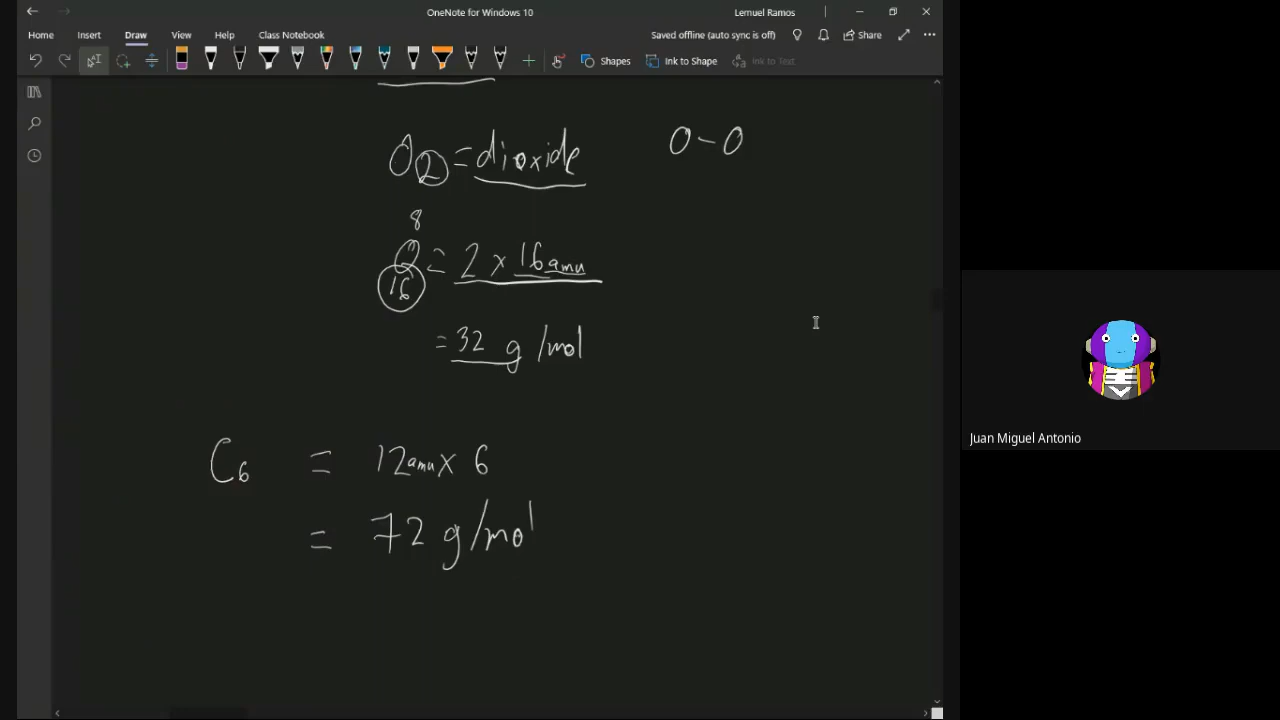 OneNote for Windows 10
Lemuel Ramos
Home Insert Draw View Help Class Notebook
Saved offline (auto sync is off)
Share
Shapes
Ink to Shape
Ink to Text
O2 = dioxide O-O
8
O = 2 x 16amu
16
= 32 g /mol
C6 = 12amu x 6
= 72 g/mol
Juan Miguel Antonio